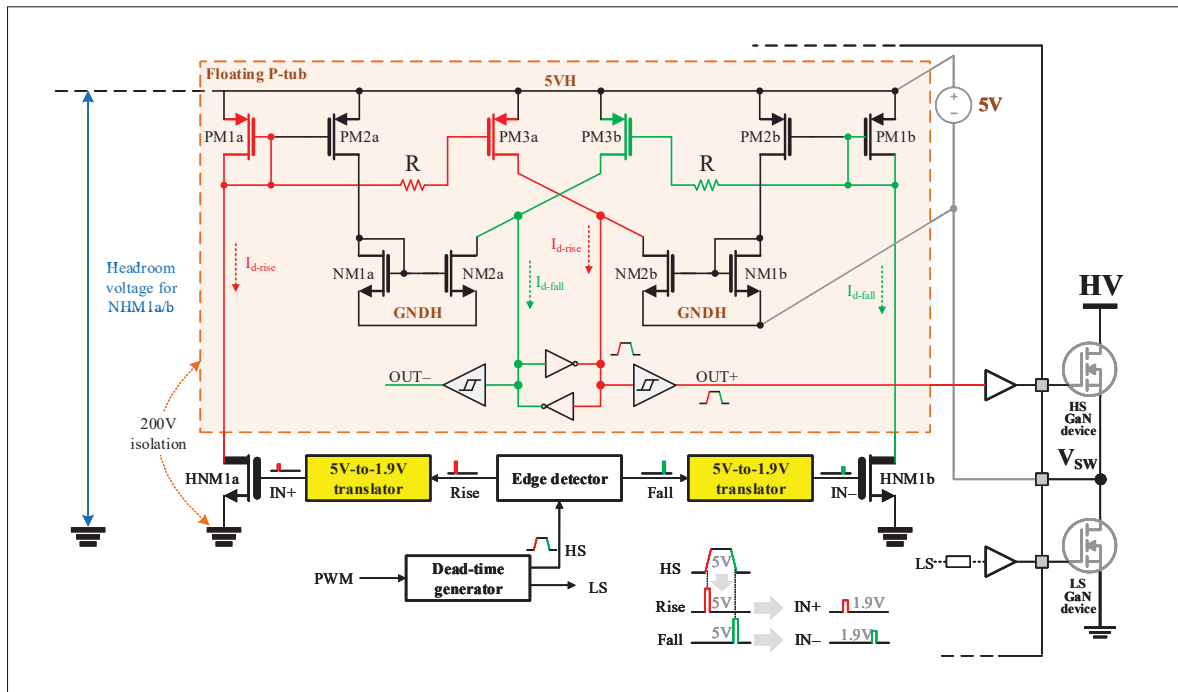 Floating P-tub
5VH
5V
PM1a
PM2a
PM3a
PM3b
PM2b
PM1b
R
R
Id-rise
Id-rise
Id-fall
Id-fall
NM1a
NM2a
NM2b
NM1b
GNDH
GNDH
Headroom
voltage for
NHM1a/b
HV
OUT–
OUT+
HS
GaN
device
200V
isolation
HNM1a
IN+
5V-to-1.9V
translator
Rise
Edge detector
Fall
5V-to-1.9V
translator
IN–
HNM1b
VSW
HS
PWM
Dead-time
generator
LS
LS
LS
GaN
device
HS
5V
Rise
5V
IN+
1.9V
Fall
5V
IN–
1.9V